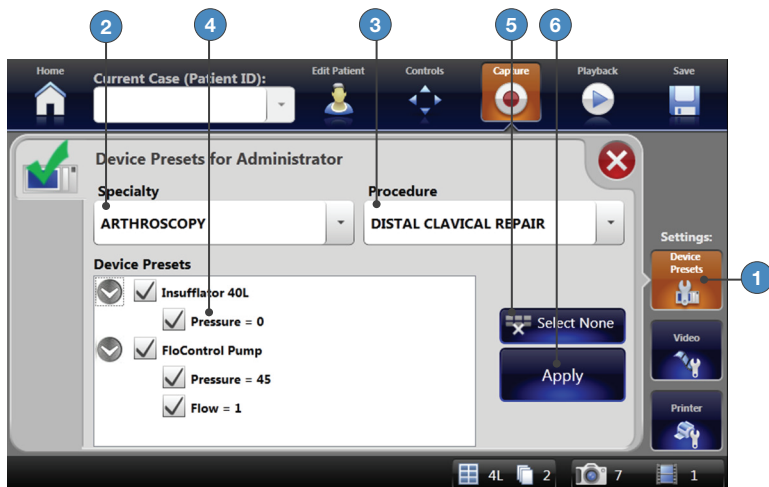 2 4 3 5 6
Home Current Case (Patient ID): Edit Patient Controls Capture Playback Save
Device Presets for Administrator
Specialty Procedure
ARTHROSCOPY DISTAL CLAVICAL REPAIR
Settings:
Device Presets
Device
Presets
1
Insufflator 40L
Pressure = 0
Select None
FloControl Pump
Video
Pressure = 45
Apply
Flow = 1
Printer
4L 2 7 1